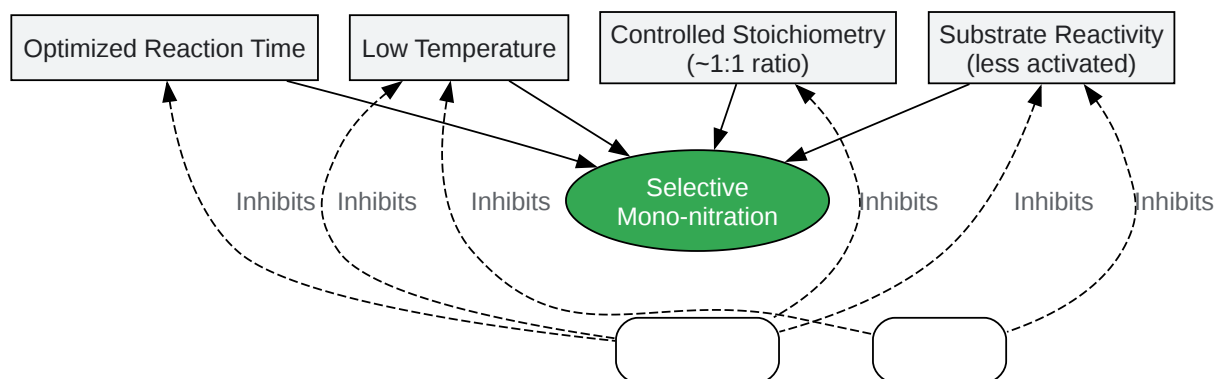 Optimized Reaction Time
Low Temperature
Controlled Stoichiometry
(~1:1 ratio)
Substrate Reactivity
(less activated)
Selective
Mono-nitration
Inhibits
Inhibits
Inhibits
Inhibits
Inhibits
Inhibits